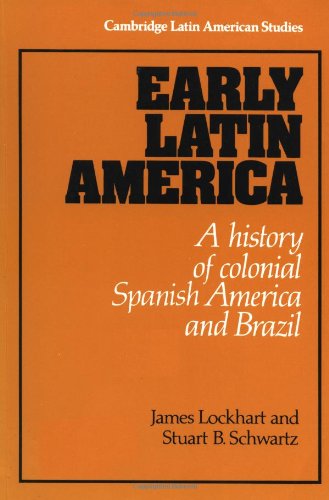 Cambridge Latin American Studies
EARLY
LATIN
AMERICA
A history
of colonial
Spanish America
and Brazil
James Lockhart and
Stuart B. Schwartz